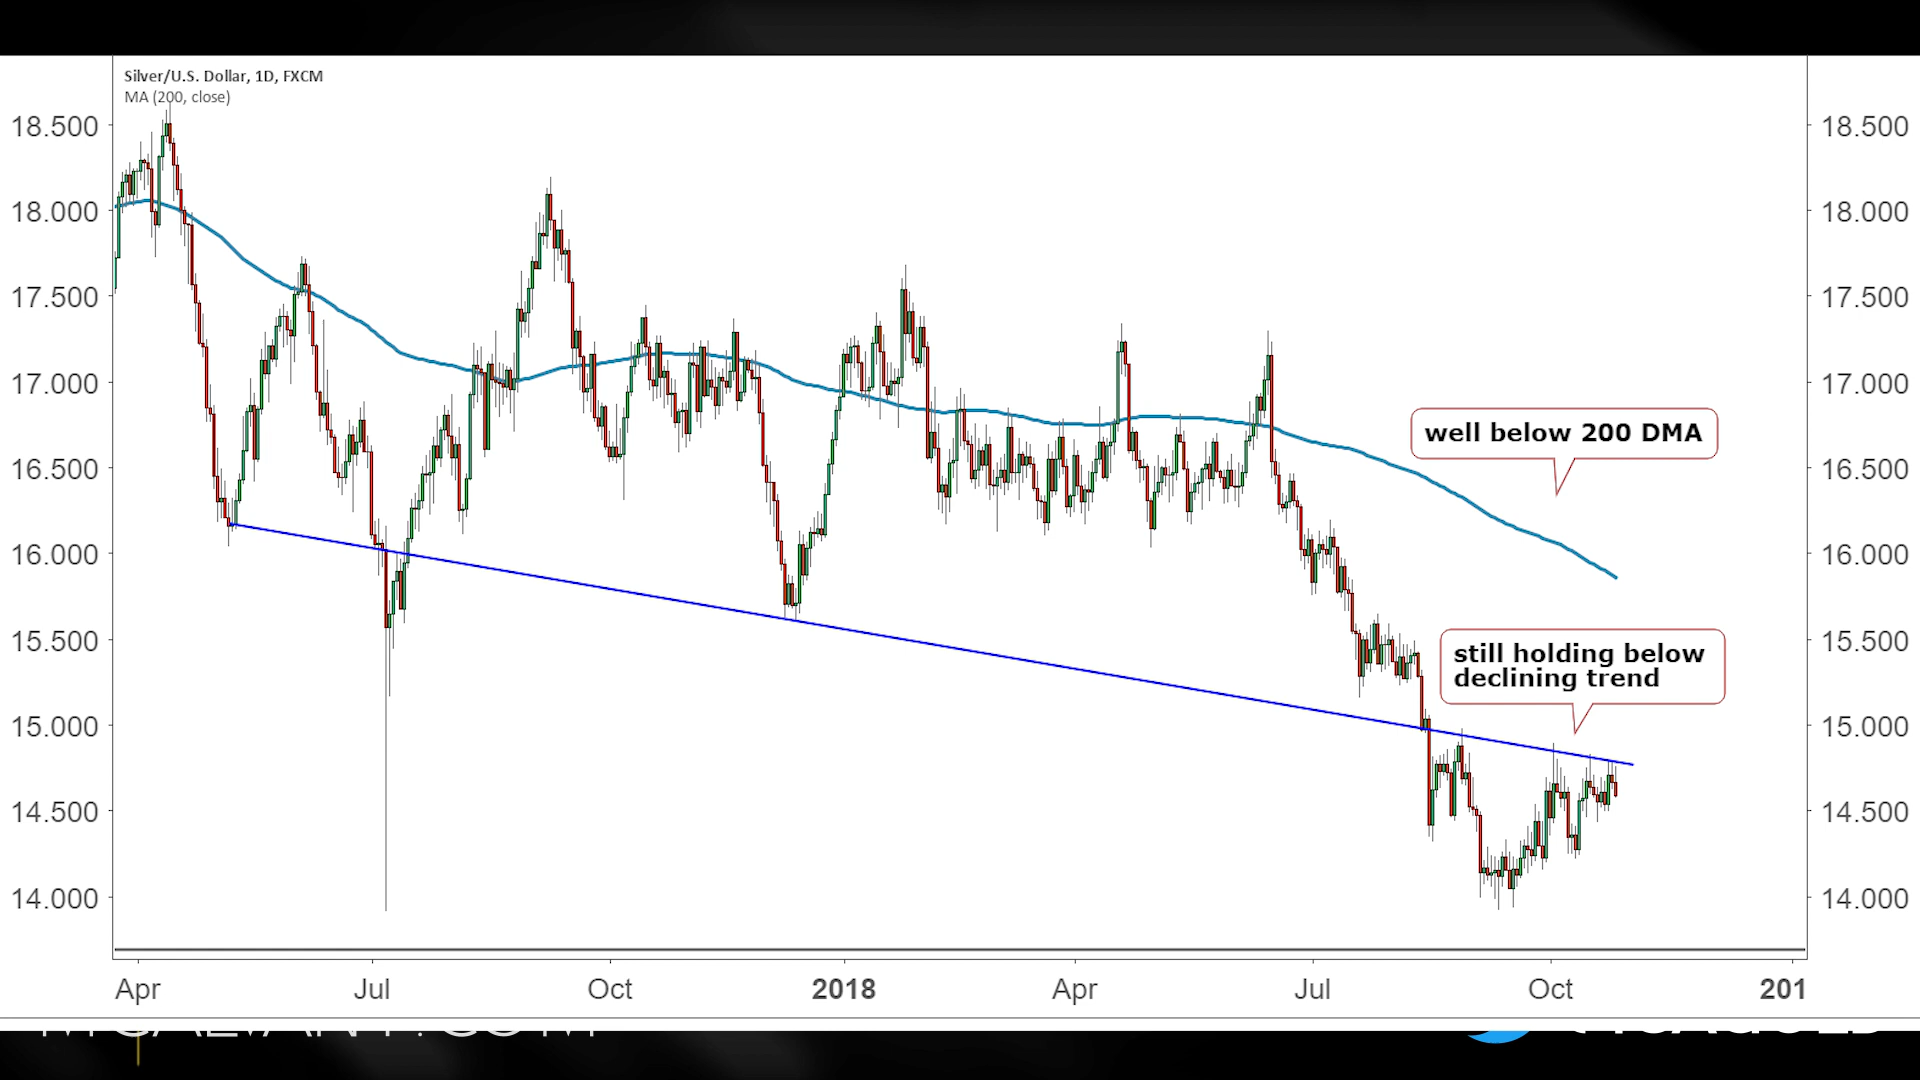 Silver/U.S. Dollar, 1D, FXCM
MA (200, close)
18.500 18.500
18.000 18.000
17.500 17.500
17.000 17.000
well below 200 DMA
16.500 16.500
16.000 16.000
15.500 15.500
still holding below
declining trend
15.000 15.000
14.500 14.500
14.000 14.000
Apr Jul Oct 2018 Apr Jul Oct 201
MCALVANY.COM